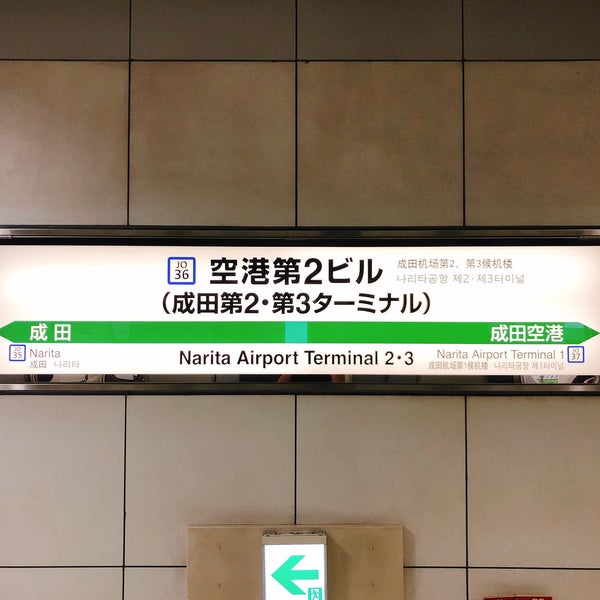 JO 36 空港第2ビル 成田机场第2、第3候机楼
나리타공항 제2·제3터미널
(成田第2・第3ターミナル)
成田 成田空港
JO 35 Narita Narita Airport Terminal 2・3 Narita Airport Terminal 1 JO 37
成田 나리타 成田机场第1候机楼 나리타공항 제1터미널